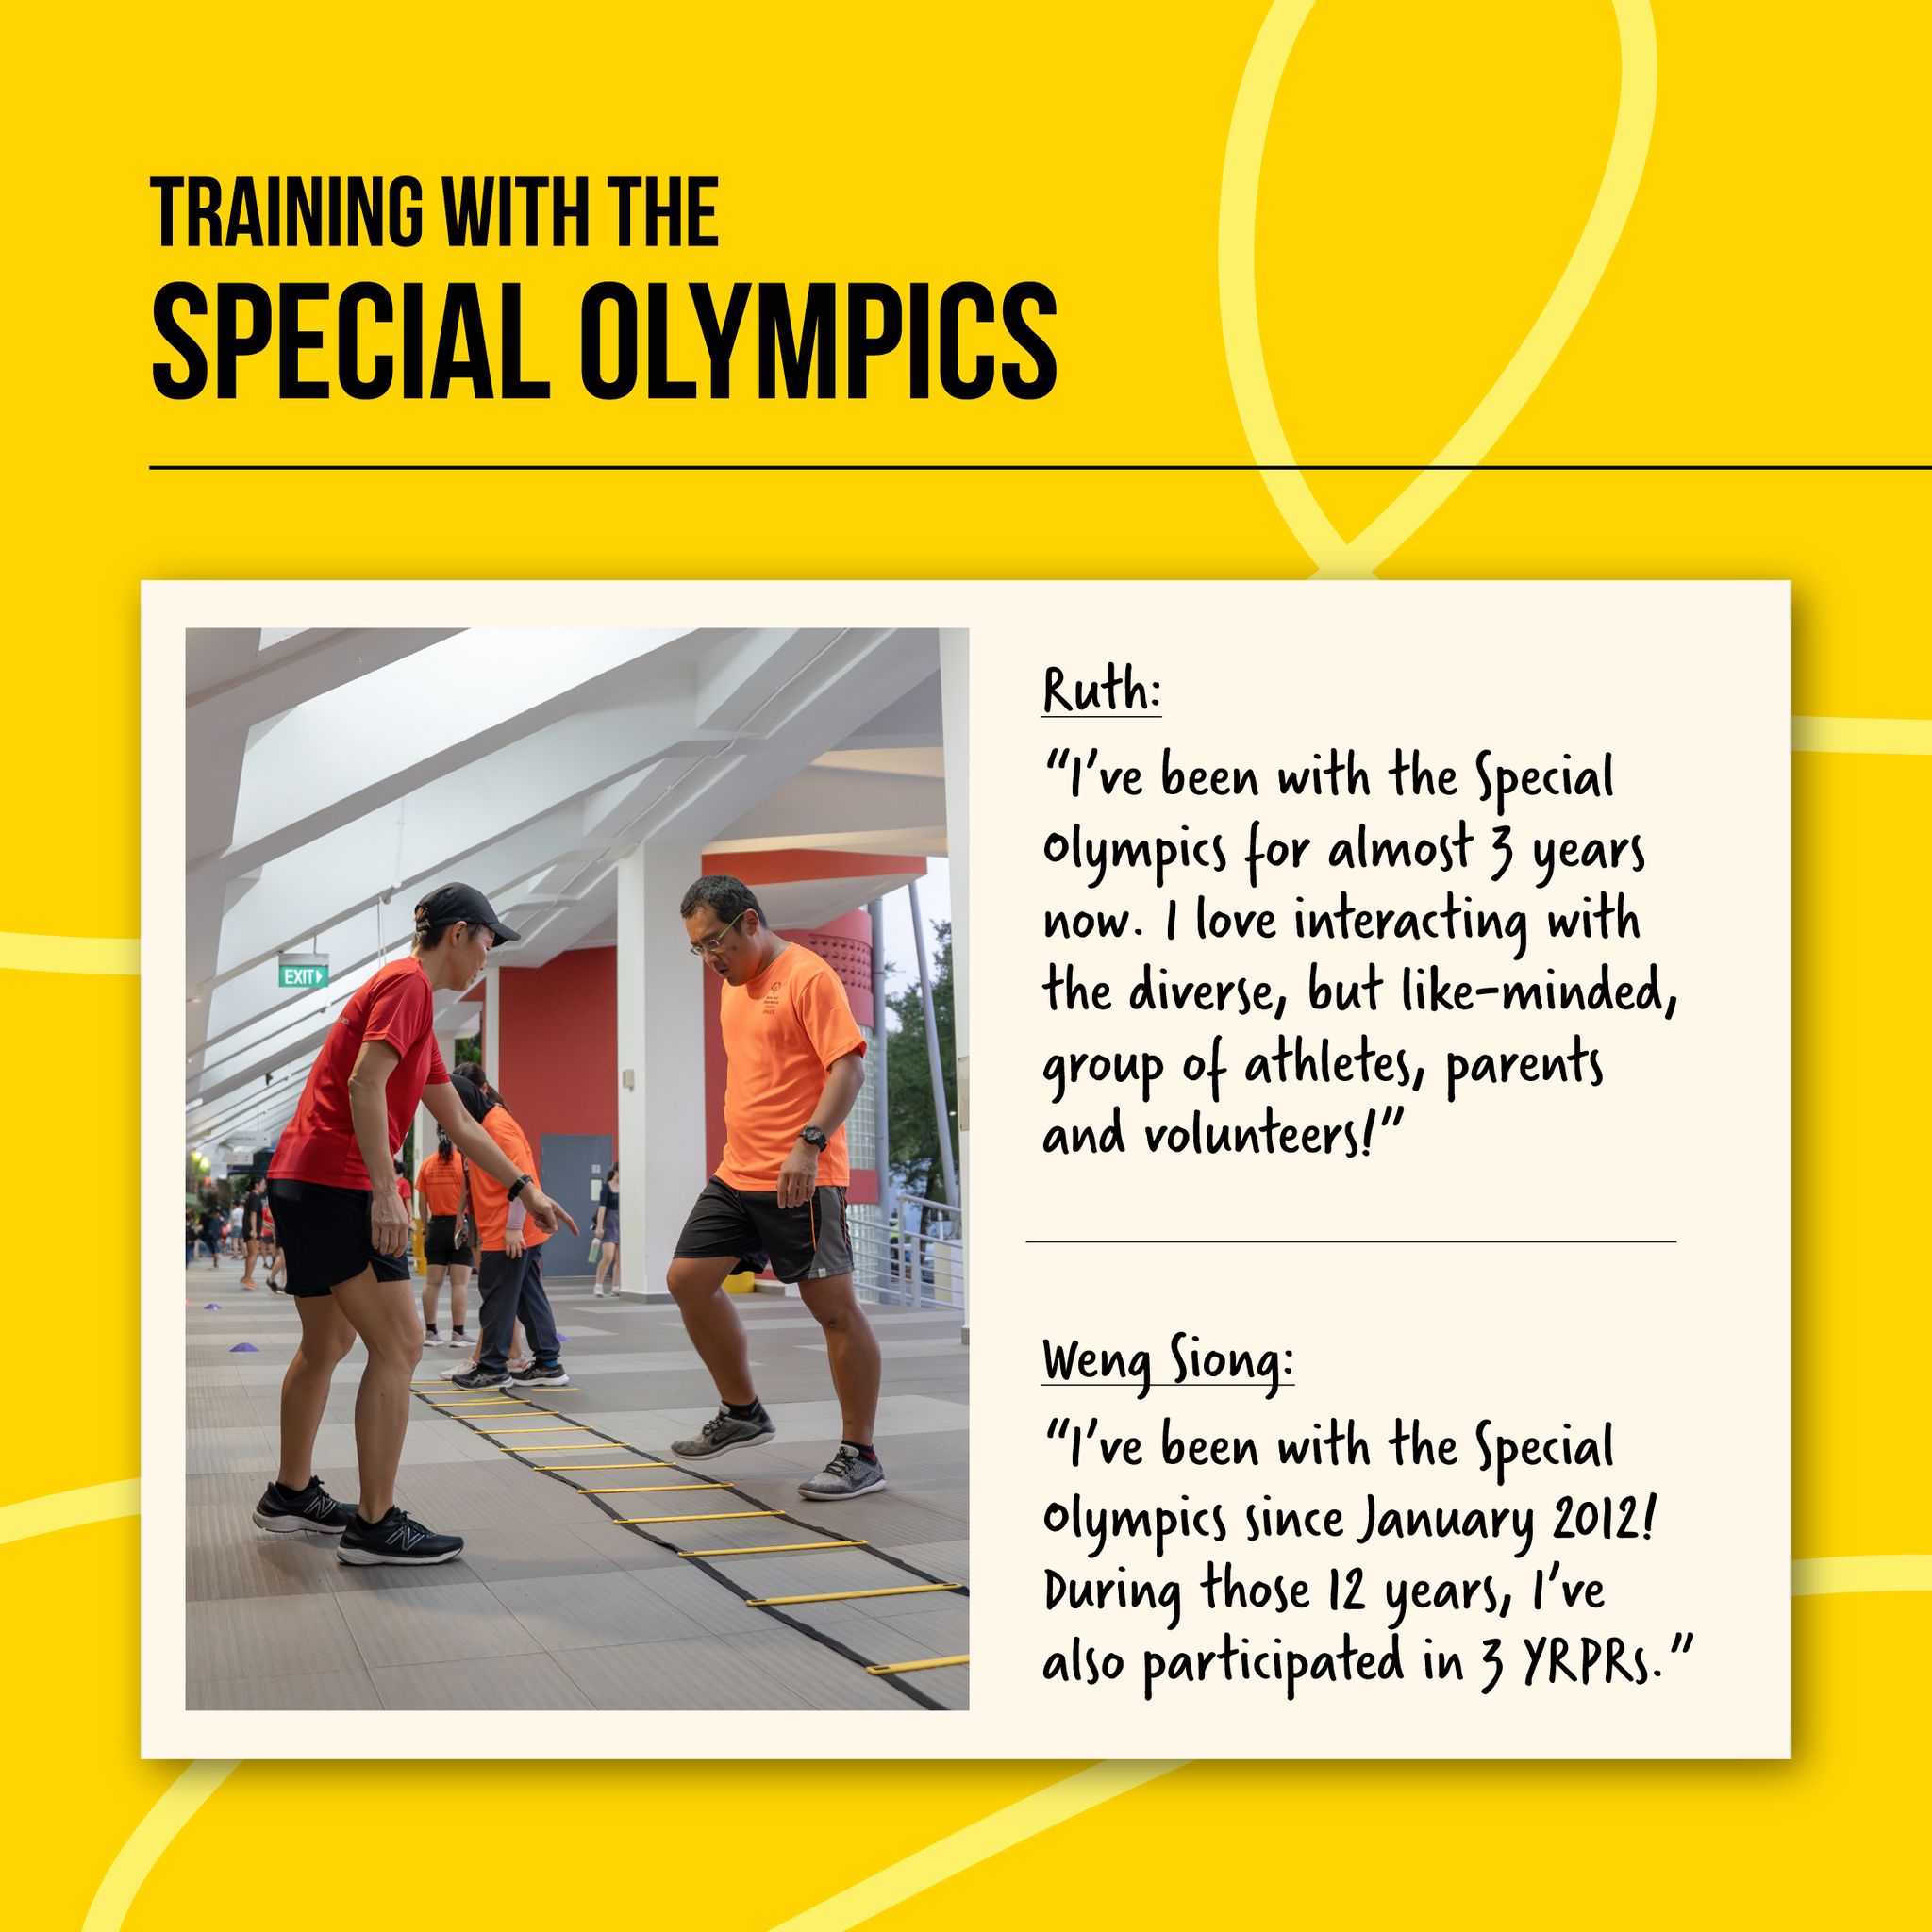 TRAINING WITH THE
SPECIAL OLYMPICS
EXIT
Ruth:
“I’ve been with the Special
Olympics for almost 3 years
now. I love interacting with
the diverse, but like-minded,
group of athletes, parents
and volunteers!”
Weng Siong:
“I’ve been with the Special
Olympics since January 2012!
During those 12 years, I’ve
also participated in 3 YRPRs.”